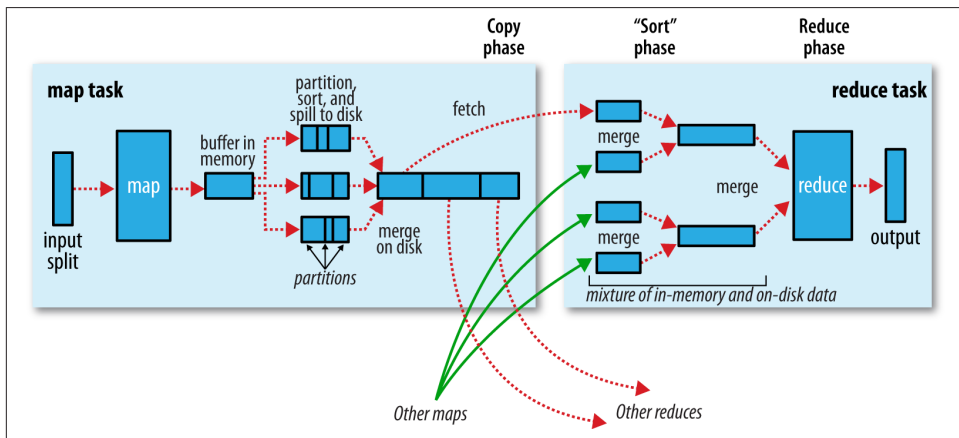 Copy
phase
"Sort"
phase
Reduce
phase
map task
partition,
sort, and
spill to disk
fetch
reduce task
buffer in
memory
merge
map
merge
reduce
input
split
merge
on disk
merge
output
partitions
mixture of in-memory and on-disk data
Other maps
Other reduces